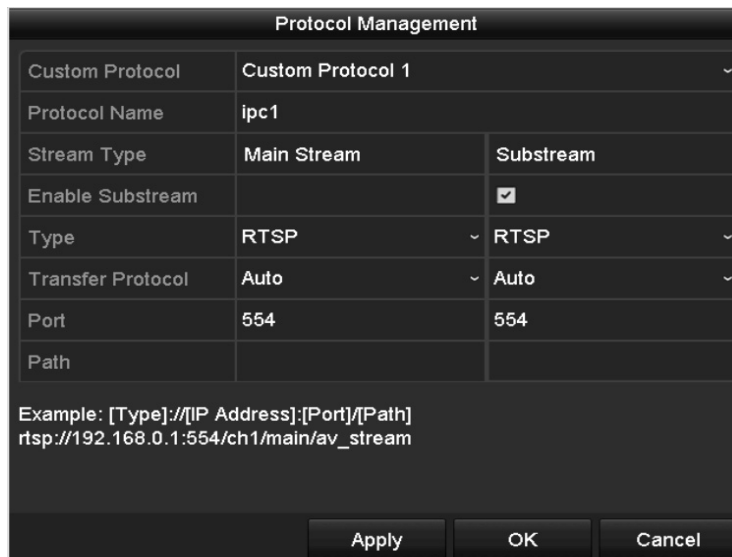 Protocol Management
Custom Protocol Custom Protocol 1
Protocol Name ipc1
Stream Type Main Stream Substream
Enable Substream
Type RTSP RTSP
Transfer Protocol Auto Auto
Port 554 554
Path
Example: [Type]://[IP Address]:[Port]/[Path]
rtsp://192.168.0.1:554/ch1/main/av_stream
Apply OK Cancel